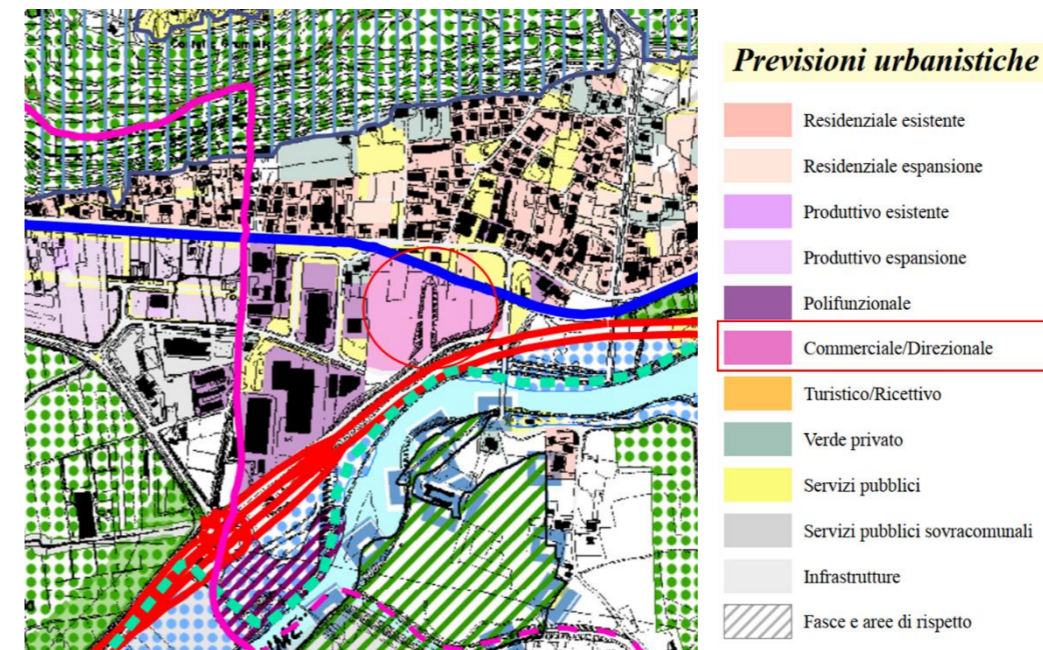 Previsioni urbanistiche
Residenziale esistente
Residenziale espansione
Produttivo esistente
Produttivo espansione
Polifunzionale
Commerciale/Direzionale
Turistico/Ricettivo
Verde privato
Servizi pubblici
Servizi pubblici sovracomunali
Infrastrutture
Fasce e aree di rispetto